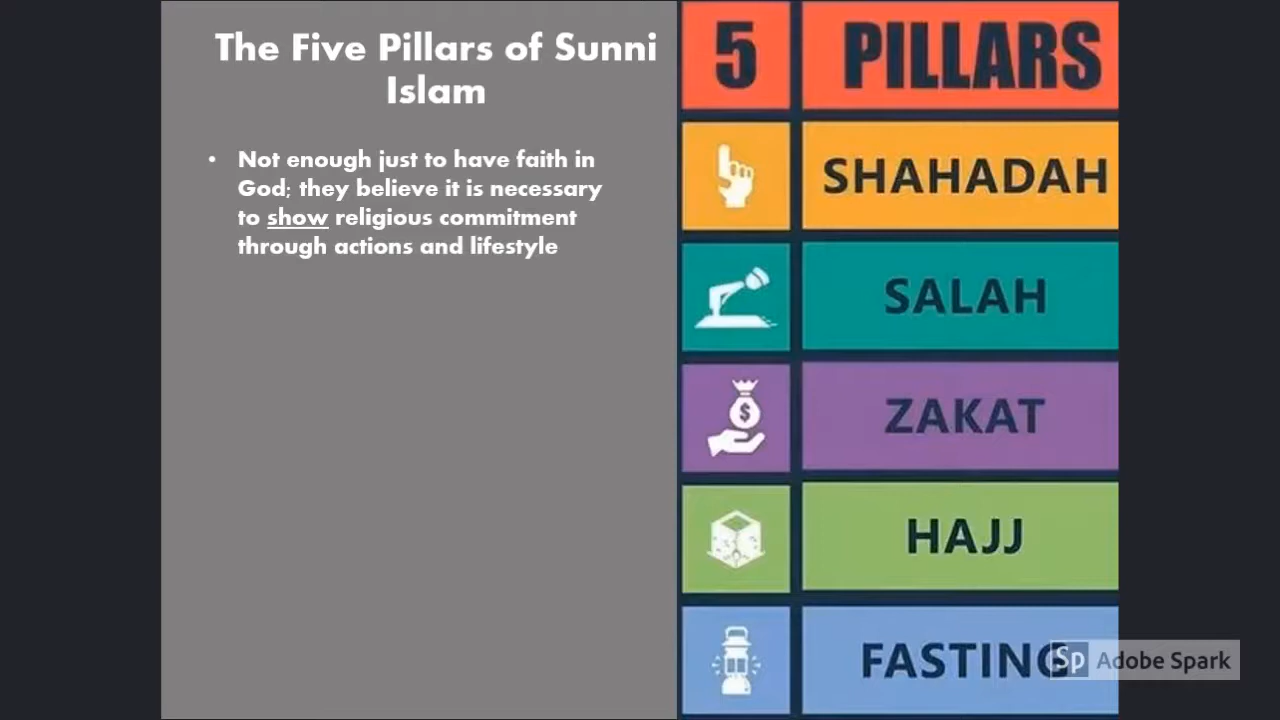 The Five Pillars of Sunni
Islam
• Not enough just to have faith in
God; they believe it is necessary
to show religious commitment
through actions and lifestyle
5 PILLARS
SHAHADAH
SALAH
$
ZAKAT
HAJJ
FASTING
Sp Adobe Spark